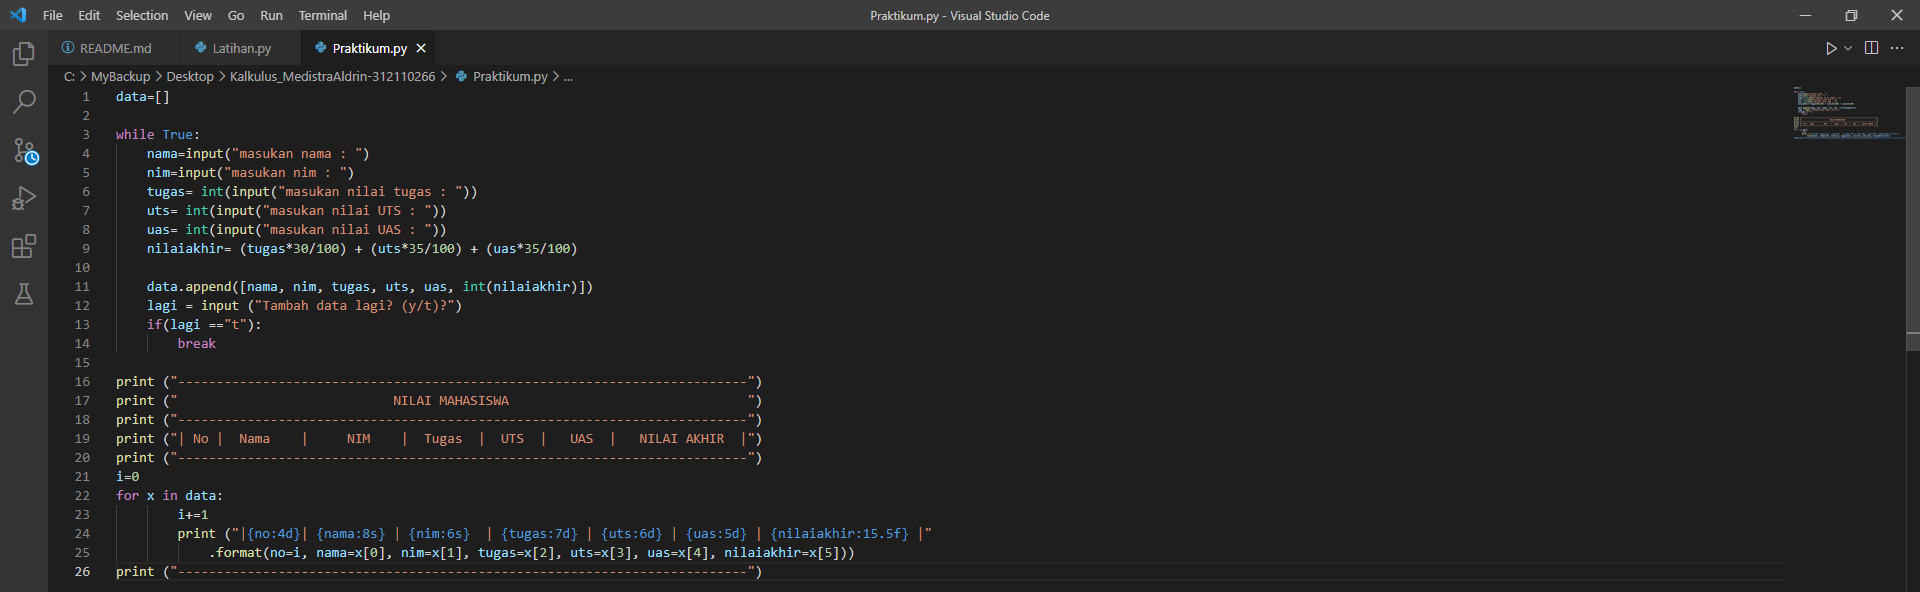 File Edit Selection View Go Run Terminal Help Praktikum.py - Visual Studio Code
README.md Latihan.py Praktikum.py
C: > MyBackup > Desktop > Kalkulus_MedistraAldrin-312110266 > Praktikum.py > ...
1 data=[]
2
3 while True:
4     nama=input("masukan nama : ")
5     nim=input("masukan nim : ")
6     tugas= int(input("masukan nilai tugas : "))
7     uts= int(input("masukan nilai UTS : "))
8     uas= int(input("masukan nilai UAS : "))
9     nilaiakhir= (tugas*30/100) + (uts*35/100) + (uas*35/100)
10
11     data.append([nama, nim, tugas, uts, uas, int(nilaiakhir)])
12     lagi = input ("Tambah data lagi? (y/t)?")
13     if(lagi =="t"):
14         break
15
16 print ("--------------------------------------------------------------------------")
17 print ("                            NILAI MAHASISWA                               ")
18 print ("--------------------------------------------------------------------------")
19 print ("| No |  Nama    |     NIM    |  Tugas  |  UTS  |   UAS  |   NILAI AKHIR  |")
20 print ("--------------------------------------------------------------------------")
21 i=0
22 for x in data:
23         i+=1
24         print ("|{no:4d}| {nama:8s} | {nim:6s}  | {tugas:7d} | {uts:6d} | {uas:5d} | {nilaiakhir:15.5f} |"
25             .format(no=i, nama=x[0], nim=x[1], tugas=x[2], uts=x[3], uas=x[4], nilaiakhir=x[5]))
26 print ("--------------------------------------------------------------------------")